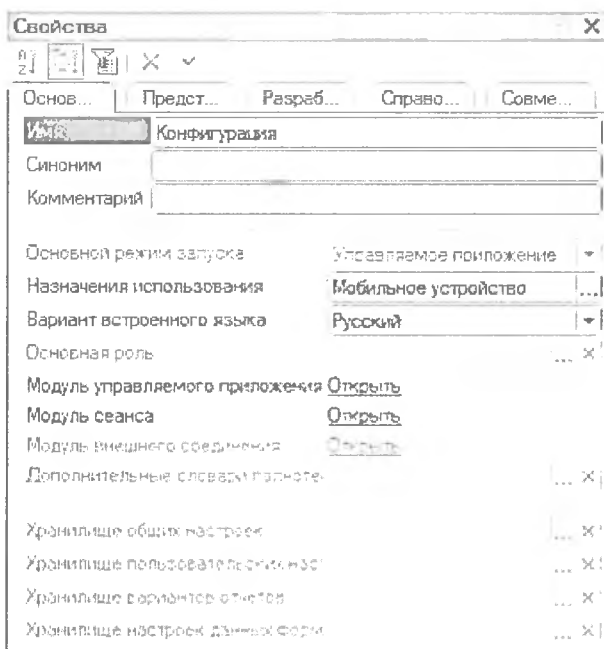 Свойства
Основ... Предст... Разраб... Справо... Совме...
Имя Конфигурация
Синоним
Комментарий
Основной режим запуска Управляемое приложение
Назначения использования Мобильное устройство ...
Вариант встроенного языка Русский
Основная роль ...
Модуль управляемого приложения Открыть
Модуль сеанса Открыть
Модуль внешнего соединения Открыть
Дополнительные словари полноте ...
Хранилище общих настроек ...
Хранилище пользовательских наст ...
Хранилище вариантов отчетов ...
Хранилище настроек данных форм ...